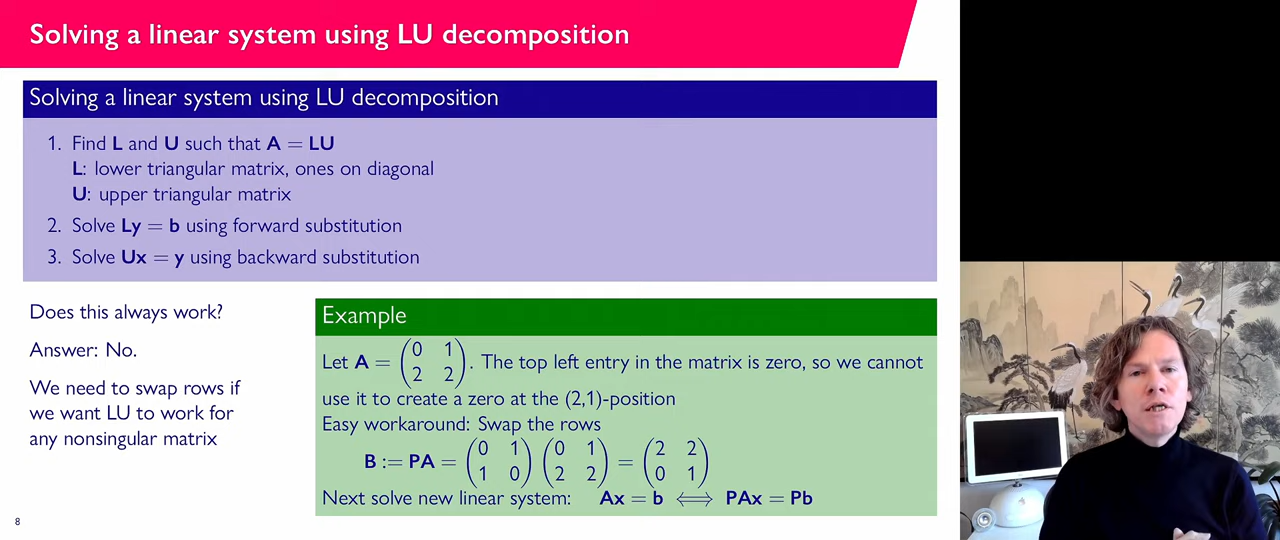 Solving a linear system using LU decomposition
Solving a linear system using LU decomposition
1. Find L and U such that A = LU
L: lower triangular matrix, ones on diagonal
U: upper triangular matrix
2. Solve Ly = b using forward substitution
3. Solve Ux = y using backward substitution
Does this always work?
Answer: No.
We need to swap rows if
we want LU to work for
any nonsingular matrix
Example
Let A = (0 1
2 2). The top left entry in the matrix is zero, so we cannot
use it to create a zero at the (2,1)-position
Easy workaround: Swap the rows
B := PA = (0 1
1 0) (0 1
2 2) = (2 2
0 1)
Next solve new linear system: Ax = b ⟺ PAx = Pb
8